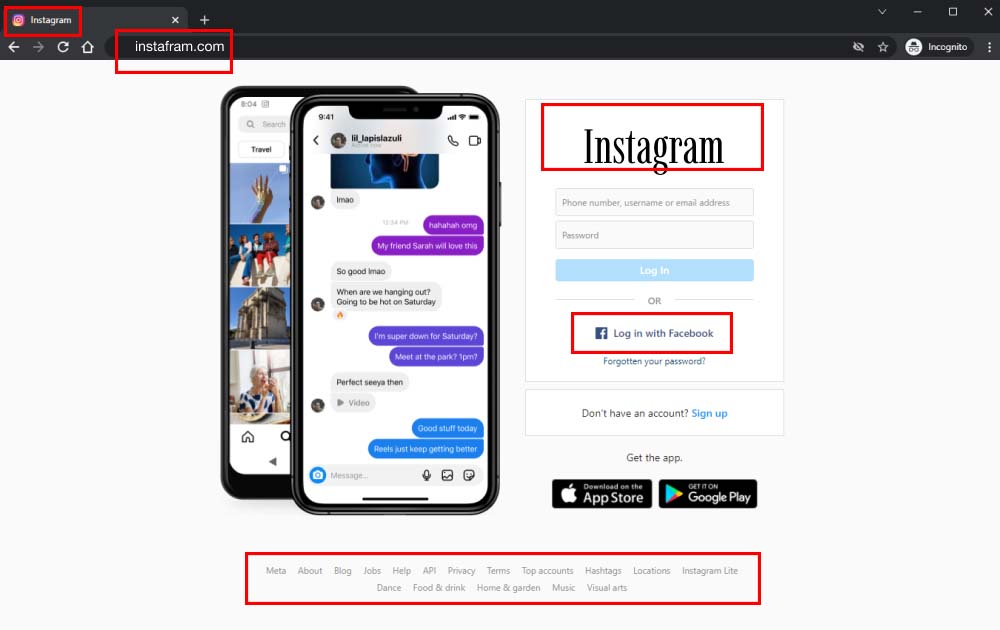 Instagram
instafram.com
Incognito
8:04
Search
Travel
9:41
lil_lapislazuli
Active now
lmao
12:34 PM
hahahah omg
My friend Sarah will love this
So good lmao
When are we hanging out?
Going to be hot on Saturday
I'm super down for Saturday?
Meet at the park? 1pm?
Perfect seeya then
Video
Good stuff today
Reels just keep getting better
Message...
Instagram
Phone number, username or email address
Password
Log In
OR
Log in with Facebook
Forgotten your password?
Don't have an account? Sign up
Get the app.
Download on the
App Store
GET IT ON
Google Play
Meta About Blog Jobs Help API Privacy Terms Top accounts Hashtags Locations Instagram Lite
Dance Food & drink Home & garden Music Visual arts